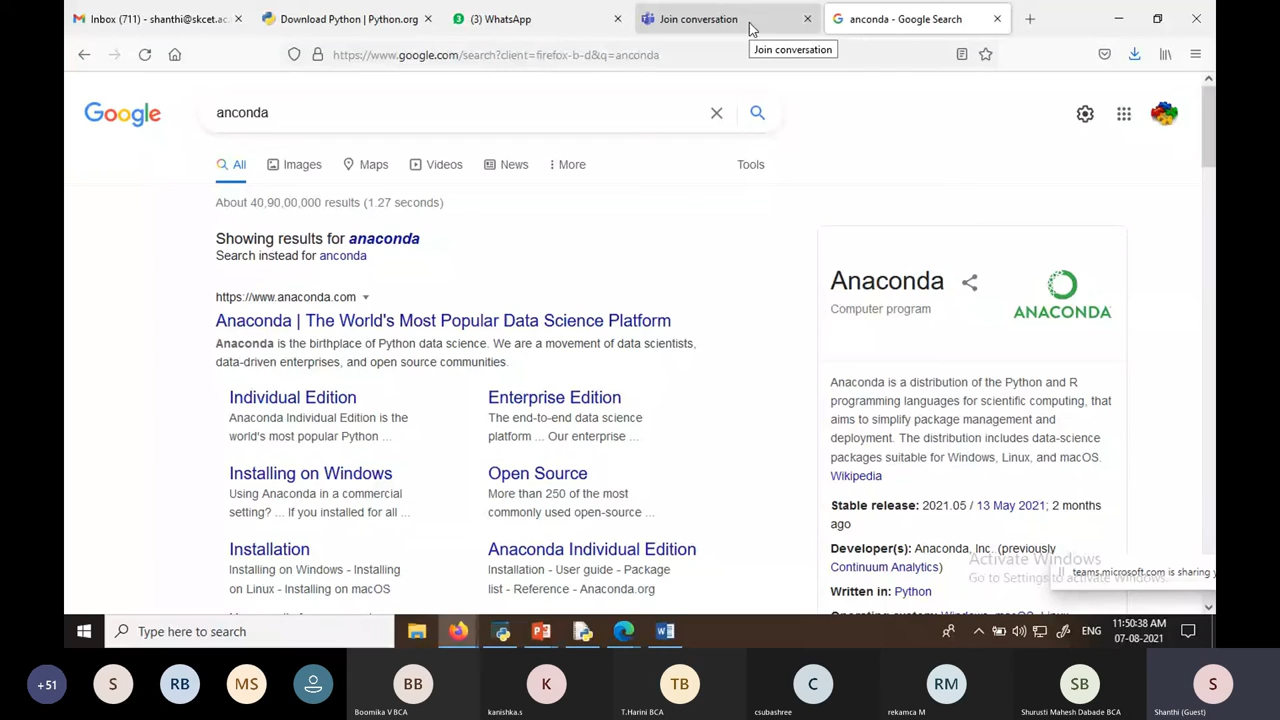 Inbox (711) - shanthi@skcet.ac.
Download Python | Python.org
(3) WhatsApp
Join conversation
anconda - Google Search
https://www.google.com/search?client=firefox-b-d&q=anconda
Join conversation
Google
anconda
All
Images
Maps
Videos
News
More
Tools
About 40,90,00,000 results (1.27 seconds)
Showing results for anaconda
Search instead for anconda
https://www.anaconda.com
Anaconda | The World's Most Popular Data Science Platform
Anaconda is the birthplace of Python data science. We are a movement of data scientists,
data-driven enterprises, and open source communities.
Individual Edition
Anaconda Individual Edition is the
world's most popular Python ...
Enterprise Edition
The end-to-end data science
platform ... Our enterprise ...
Installing on Windows
Using Anaconda in a commercial
setting? ... If you installed for all ...
Open Source
More than 250 of the most
commonly used open-source ...
Installation
Installing on Windows - Installing
on Linux - Installing on macOS
Anaconda Individual Edition
Installation - User guide - Package
list - Reference - Anaconda.org
Anaconda
Computer program
ANACONDA
Anaconda is a distribution of the Python and R
programming languages for scientific computing, that
aims to simplify package management and
deployment. The distribution includes data-science
packages suitable for Windows, Linux, and macOS.
Wikipedia
Stable release: 2021.05 / 13 May 2021; 2 months
ago
Developer(s): Anaconda, Inc. (previously
Continuum Analytics)
Written in: Python
Operating system: Windows, macOS, Linux
Activate Windows
Go to Settings to activate Windows.
teams.microsoft.com is sharing
Type here to search
ENG
11:50:38 AM
07-08-2021
+51
S
RB
MS
BB
Boomika V BCA
K
kanishka.s
TB
T.Harini BCA
C
csubashree
RM
rekamca M
SB
Shurusti Mahesh Dabade BCA
S
Shanthi (Guest)